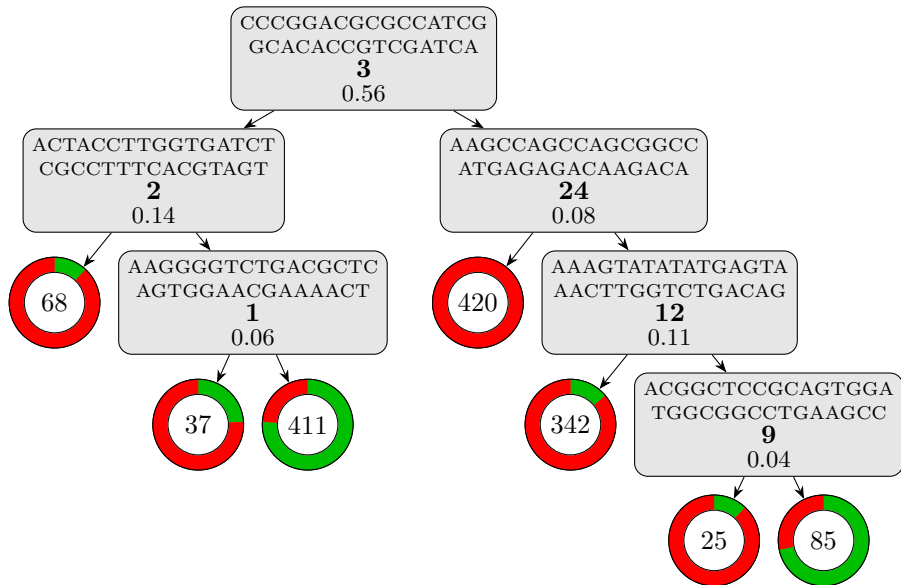 CCCGGACGCGCCATCG
GCACACCGTCGATCA
3
0.56
ACTACCTTGGTGATCT
CGCCTTTCACGTAGT
2
0.14
AAGCCAGCCAGCGGCC
ATGAGAGACAAGACA
24
0.08
68
AAGGGGTCTGACGCTC
AGTGGAACGAAAACT
1
0.06
420
AAAGTATATATGAGTA
AACTTGGTCTGACAG
12
0.11
37
411
342
ACGGCTCCGCAGTGGA
TGGCGGCCTGAAGCC
9
0.04
25
85